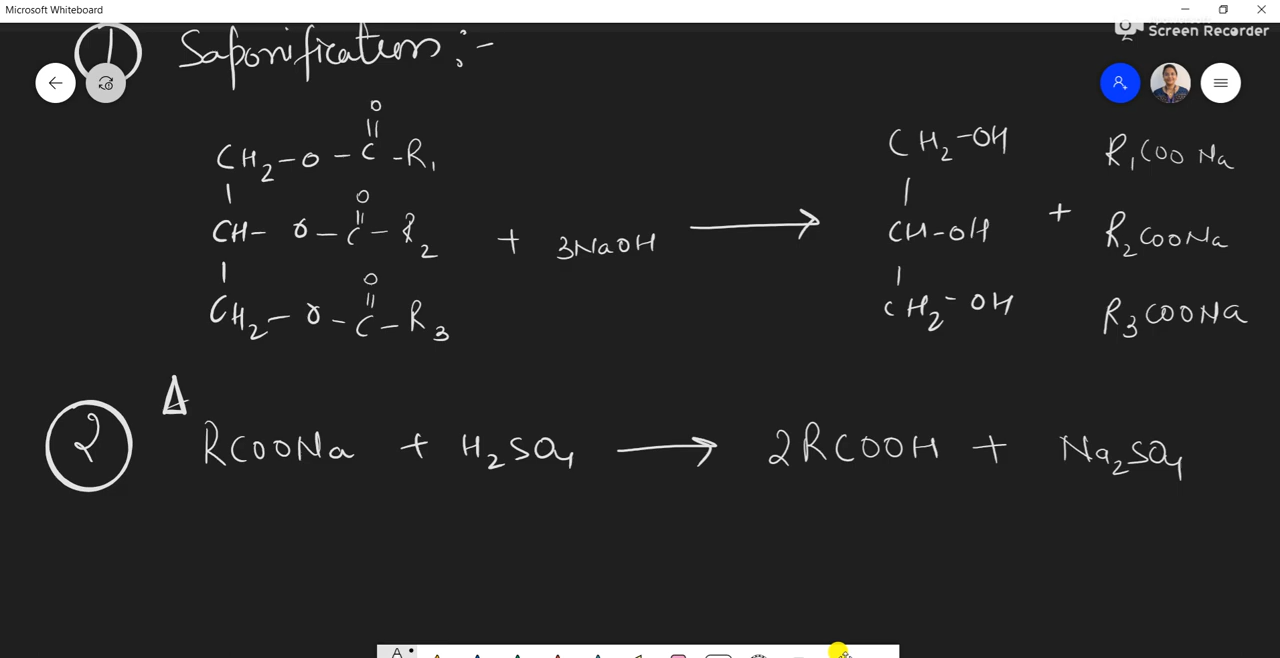 Microsoft Whiteboard
Screen Recorder
1 Saponification :-
O O O
|| || ||
CH2-O-C-R1
CH-O-C-R2 + 3NaOH → CH2-OH
CH2-O-C-R3 CH-OH + R1COONa
CH2-OH R2COONa
R3COONa
2 Δ RCOONa + H2SO4 → 2RCOOH + Na2SO4
A